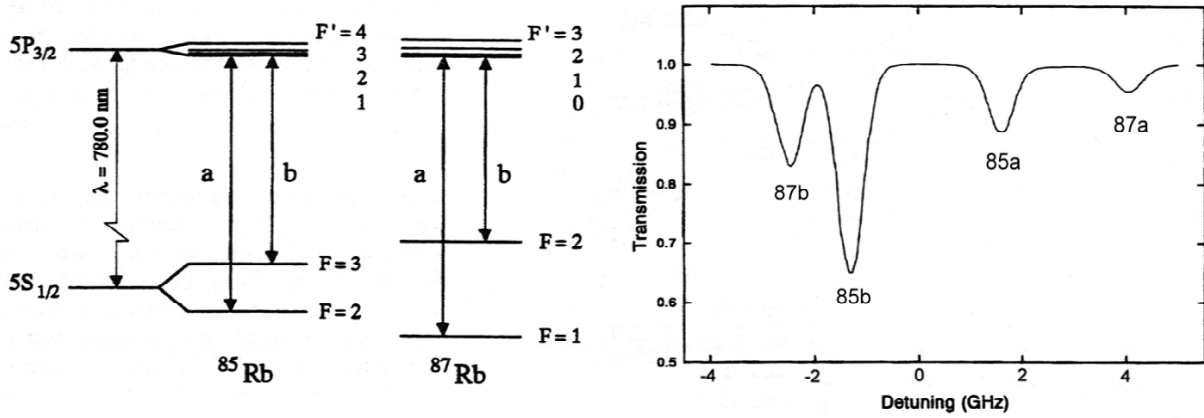 5P3/2
λ = 780.0 nm
5S1/2
F' = 4
3
2
1
a
b
F = 3
F = 2
85Rb
F' = 3
2
1
0
a
b
F = 2
F = 1
87Rb
Transmission
1.0
0.9
0.8
0.7
0.6
0.5
87b
85b
85a
87a
-4
-2
0
2
4
Detuning (GHz)